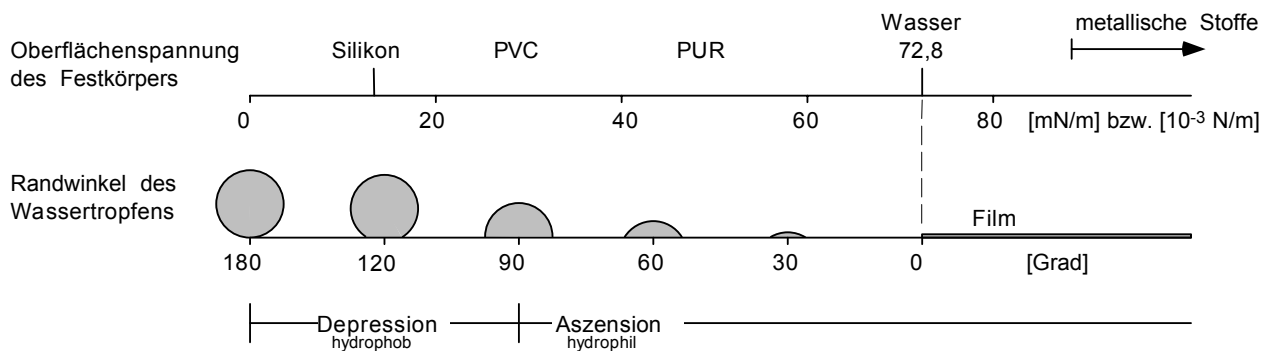 Wasser
metallische Stoffe
Oberflächenspannung Silikon PVC PUR 72,8
des Festkörpers
0 20 40 60 80 [mN/m] bzw. [10-3 N/m]
Randwinkel des
Wassertropfens
Film
180 120 90 60 30 0 [Grad]
Depression Aszension
hydrophob hydrophil